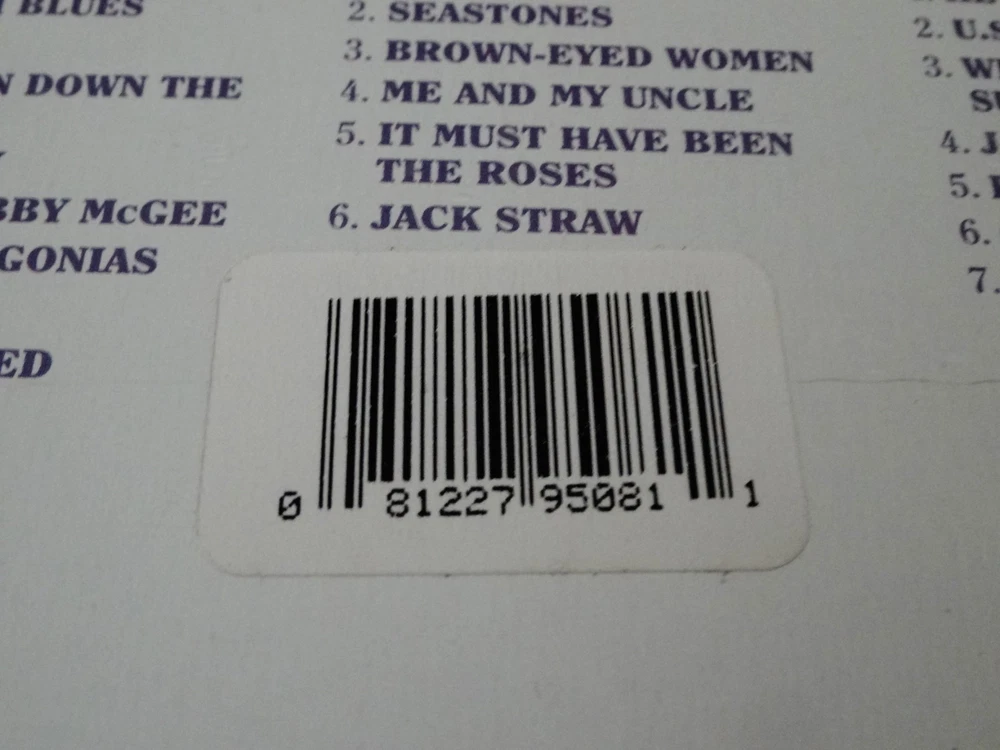 BLUES
DOWN THE
McGEE
GONIAS
ED
2. SEASTONES
3. BROWN-EYED WOMEN
4. ME AND MY UNCLE
5. IT MUST HAVE BEEN
THE ROSES
6. JACK STRAW
2. U.S
3. W
S
4. J
5.
6.
7.
0 81227 95081 1